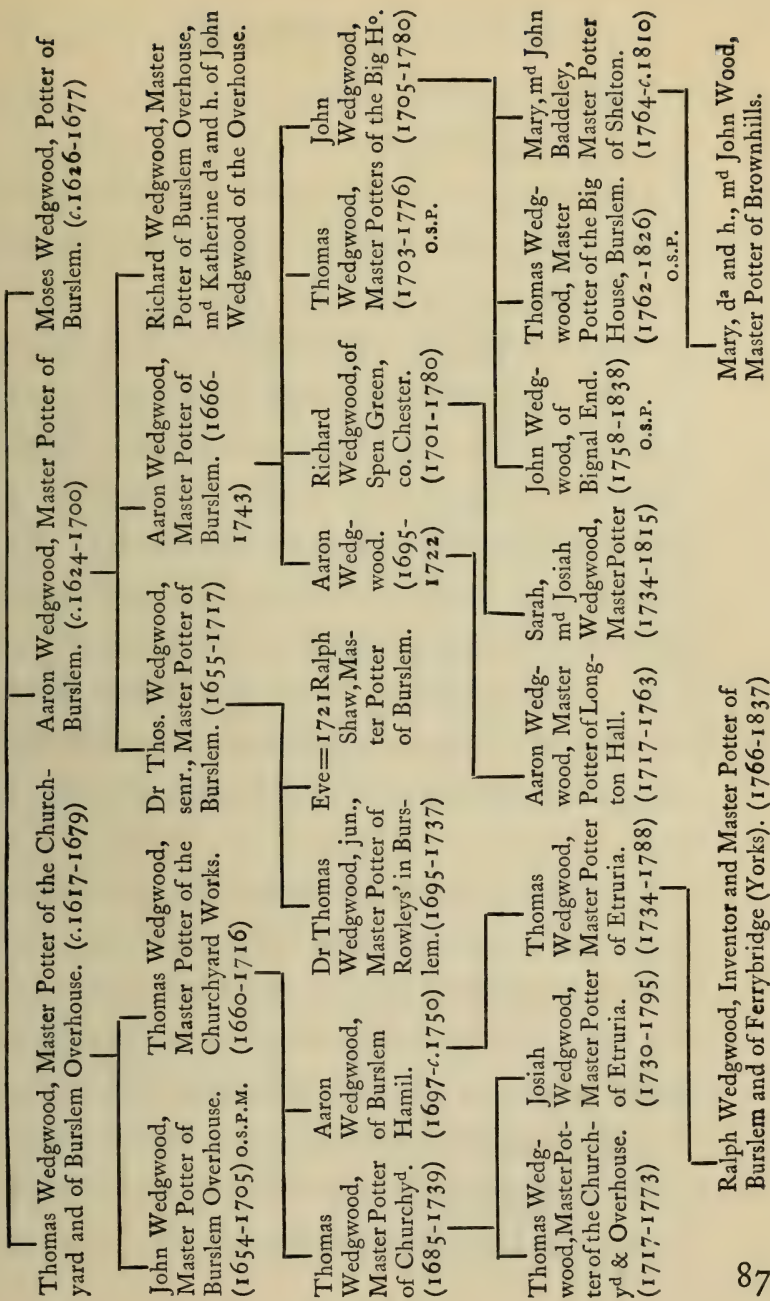 Thomas Wedgwood, Master Potter of the Church-
yard and of Burslem Overhouse. (c.1617-1679)
Aaron Wedgwood, Master Potter of
Burslem. (c.1624-1700)
Moses Wedgwood, Potter of
Burslem. (c.1626-1677)
John Wedgwood,
Master Potter of
Burslem Overhouse.
(1654-1705) O.S.P.M.
Thomas Wedgwood,
Master Potter of the
Churchyard Works.
(1660-1716)
Dr Thos. Wedgwood,
senr., Master Potter of
Burslem. (1655-1717)
Aaron Wedgwood,
Master Potter of
Burslem. (1666-
1743)
Richard Wedgwood, Master
Potter of Burslem Overhouse,
mᵈ Katherine dᵃ and h. of John
Wedgwood of the Overhouse.
Thomas
Wedgwood,
Master Potter
of Churchyᵈ.
(1685-1739)
Aaron
Wedgwood,
of Burslem
Hamil.
(1697-c.1750)
Dr Thomas
Wedgwood, jun.,
Master Potter of
Rowleys' in Burs-
lem.(1695-1737)
Eve=1721Ralph
Shaw, Mas-
ter Potter
of Burslem.
Aaron
Wedg-
wood.
(1695-
1722)
Richard
Wedgwood, of
Spen Green,
co. Chester.
(1701-1780)
Thomas
Wedgwood,
John
Wedgwood,
Master Potters of the Big Hᵒ.
(1703-1776)
O.S.P.
(1705-1780)
Thomas Wedg-
wood, Master Pot-
ter of the Church-
yᵈ & Overhouse.
(1717-1773)
Josiah
Wedgwood,
Master Potter
of Etruria.
(1730-1795)
Thomas
Wedgwood,
Master Potter
of Etruria.
(1734-1788)
Aaron Wedg-
wood, Master
Potter of Long-
ton Hall.
(1717-1763)
Sarah,
mᵈ Josiah
Wedgwood,
Master Potter
(1734-1815)
John Wedg-
wood, of
Bignal End.
(1758-1838)
O.S.P.
Thomas Wedg-
wood, Master
Potter of the Big
House, Burslem.
(1762-1826)
O.S.P.
Mary, mᵈ John
Baddeley,
Master Potter
of Shelton.
(1764-c.1810)
Ralph Wedgwood, Inventor and Master Potter of
Burslem and of Ferrybridge (Yorks). (1766-1837)
Mary, dᵃ and h., mᵈ John Wood,
Master Potter of Brownhills.
87